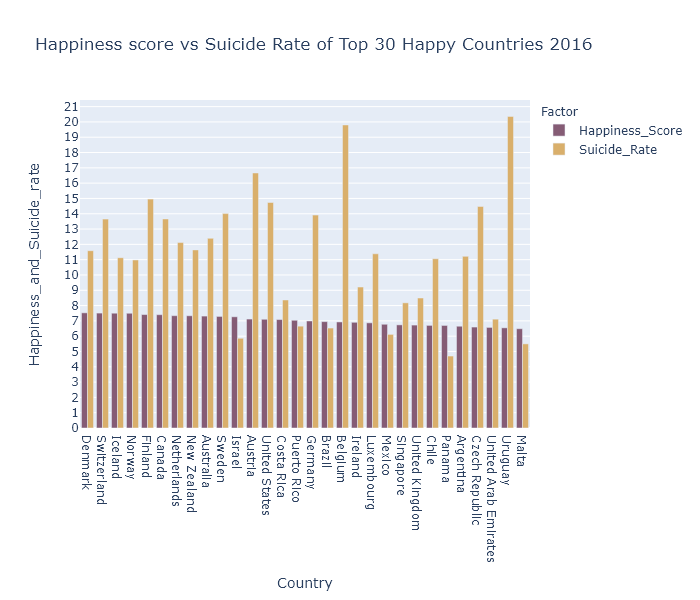 Happiness score vs Suicide Rate of Top 30 Happy Countries 2016
Factor
Happiness_Score
Suicide_Rate
Happiness_and_Suicide_rate
21
20
19
18
17
16
15
14
13
12
11
10
9
8
7
6
5
4
3
2
1
0
Denmark
Switzerland
Iceland
Norway
Finland
Canada
Netherlands
New Zealand
Australia
Sweden
Israel
Austria
United States
Costa Rica
Puerto Rico
Germany
Brazil
Belgium
Ireland
Luxembourg
Mexico
Singapore
United Kingdom
Chile
Panama
Argentina
Czech Republic
United Arab Emirates
Uruguay
Malta
Country